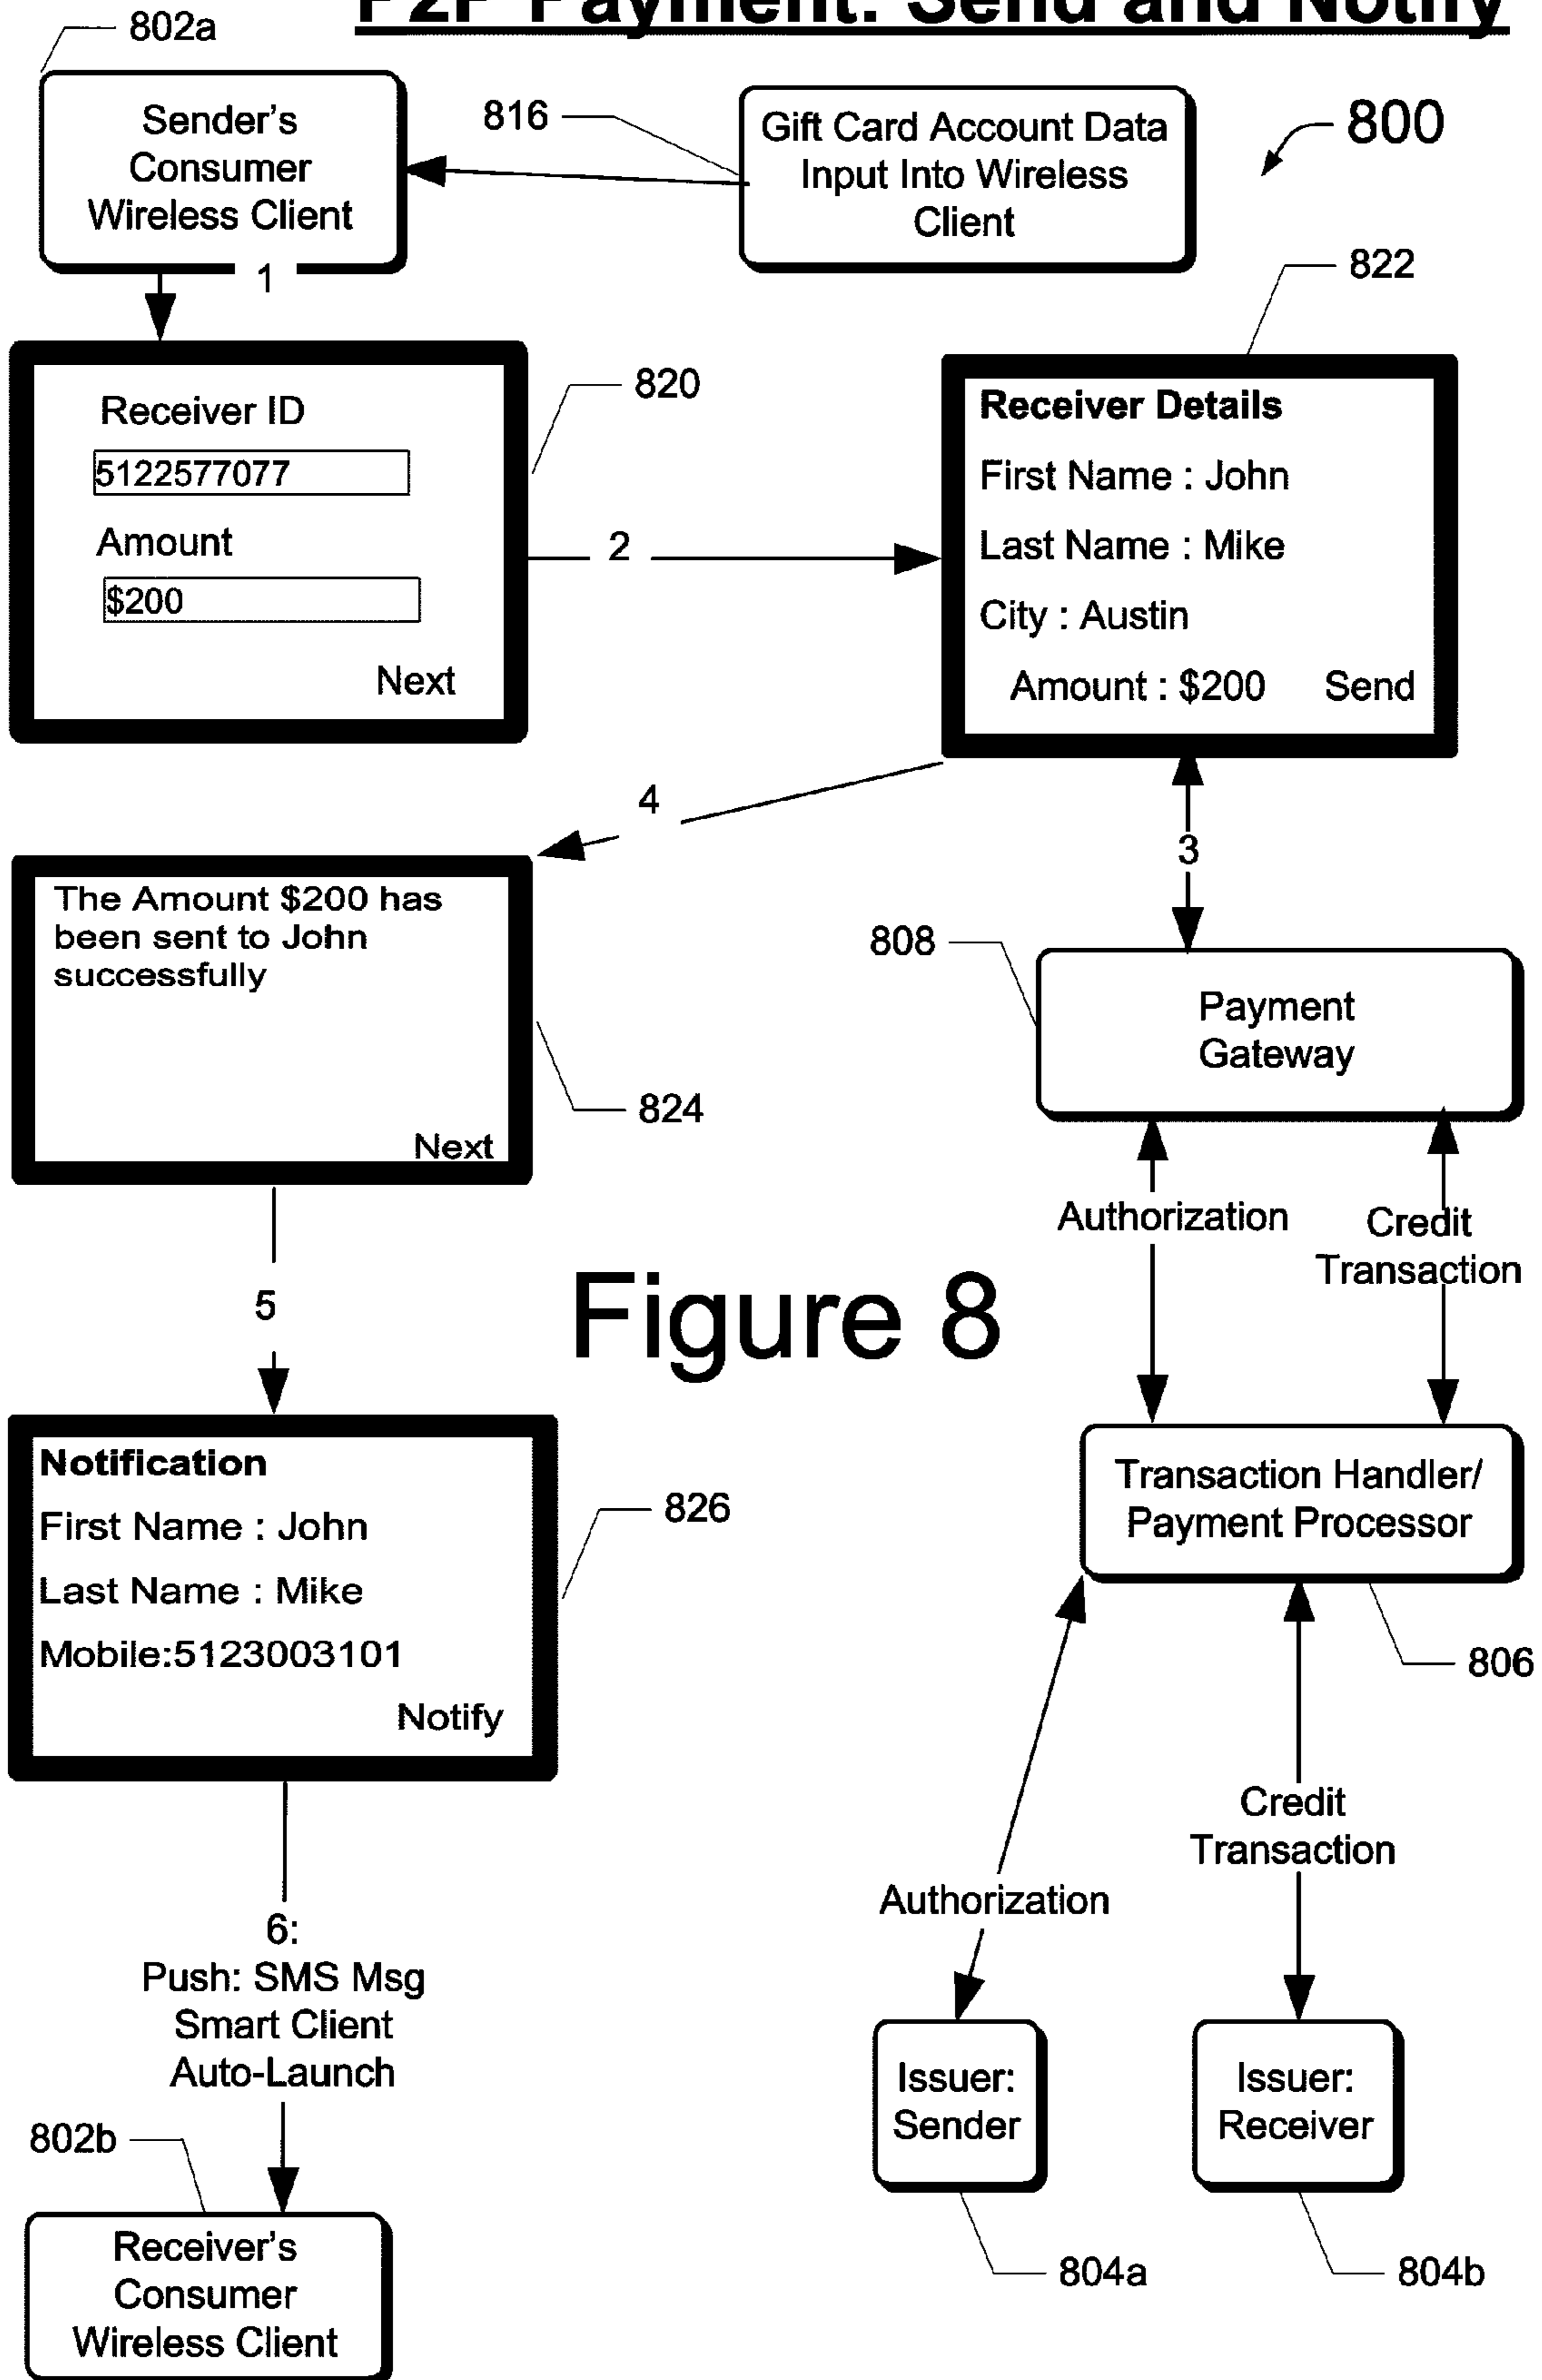 P2P Payment: Send and Notify
802a
Sender's
Consumer
Wireless Client
816
Gift Card Account Data
Input Into Wireless
Client
800
1
822
820
Receiver ID
5122577077
Amount
$200
Next
2
Receiver Details
First Name : John
Last Name : Mike
City : Austin
Amount : $200 Send
4
3
The Amount $200 has
been sent to John
successfully
Next
824
808
Payment
Gateway
Authorization
Credit
Transaction
5
Figure 8
Notification
First Name : John
Last Name : Mike
Mobile:5123003101
Notify
826
Transaction Handler/
Payment Processor
806
6:
Push: SMS Msg
Smart Client
Auto-Launch
Authorization
Credit
Transaction
802b
Receiver's
Consumer
Wireless Client
Issuer:
Sender
Issuer:
Receiver
804a
804b